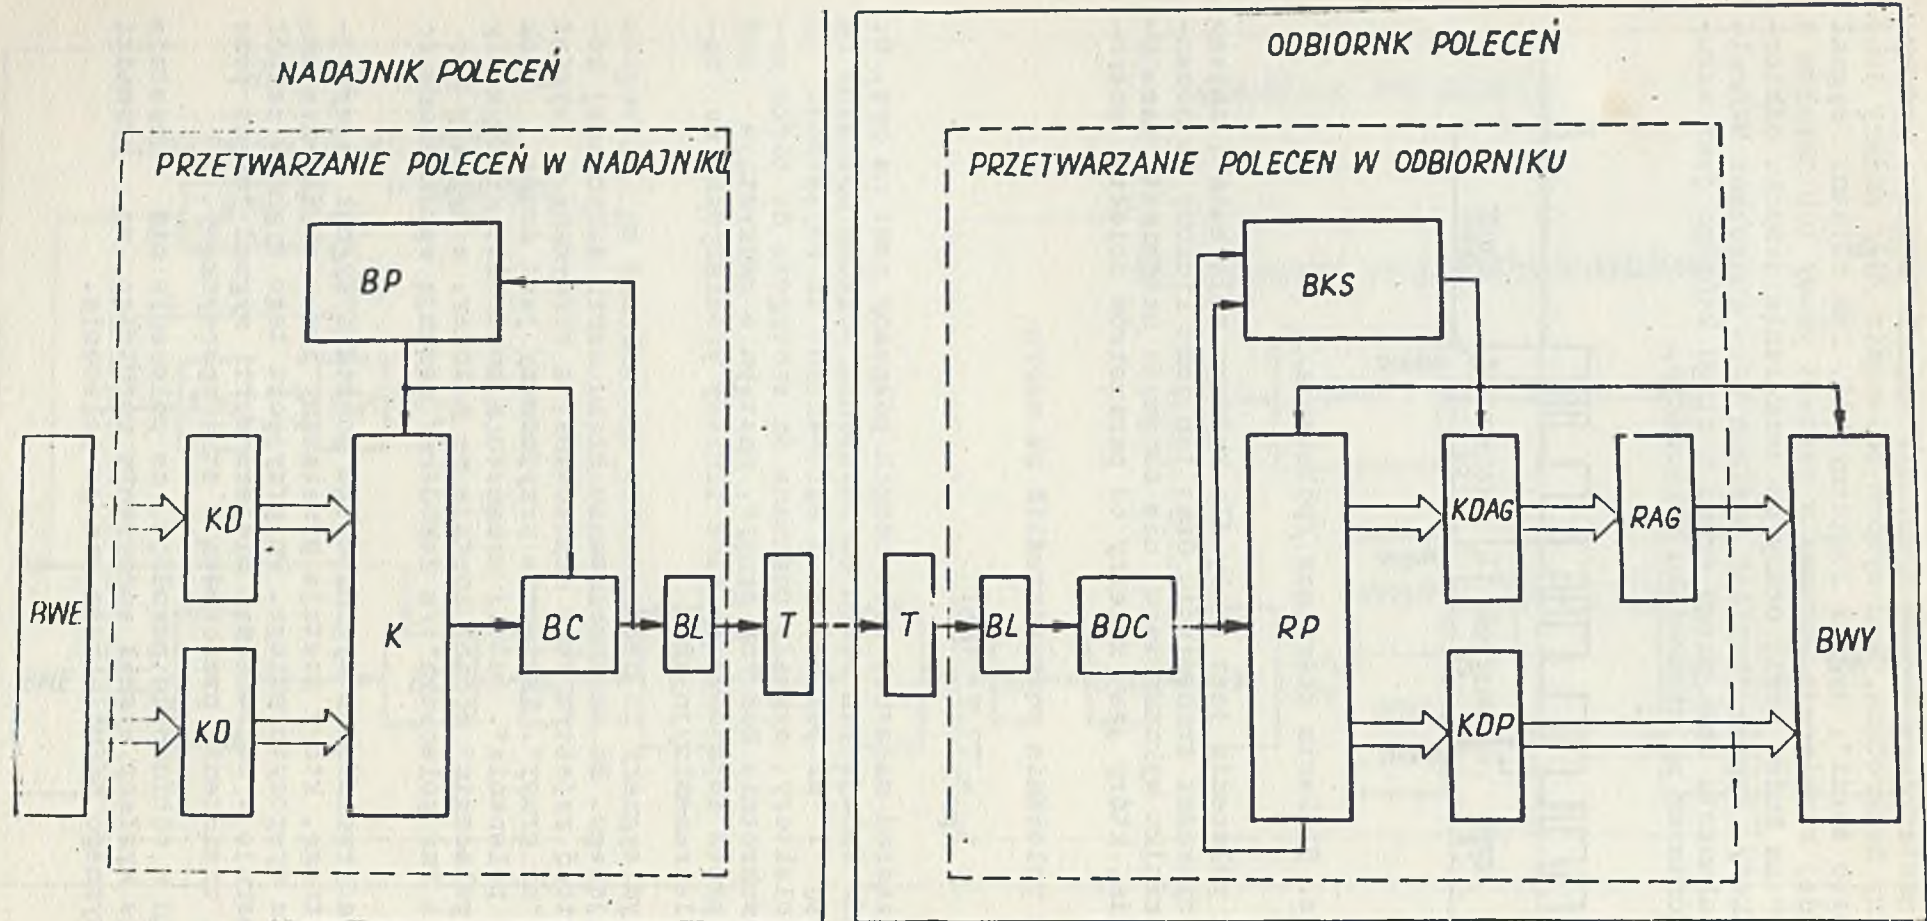 NADAJNIK POLECEŃ
PRZETWARZANIE POLECEŃ W NADAJNIKU
BP
BWE
KD
KD
K
BC
BL
T
ODBIORNK POLECEŃ
PRZETWARZANIE POLECEN W ODBIORNIKU
BKS
T
BL
BDC
RP
KDAG
RAG
KDP
BWY